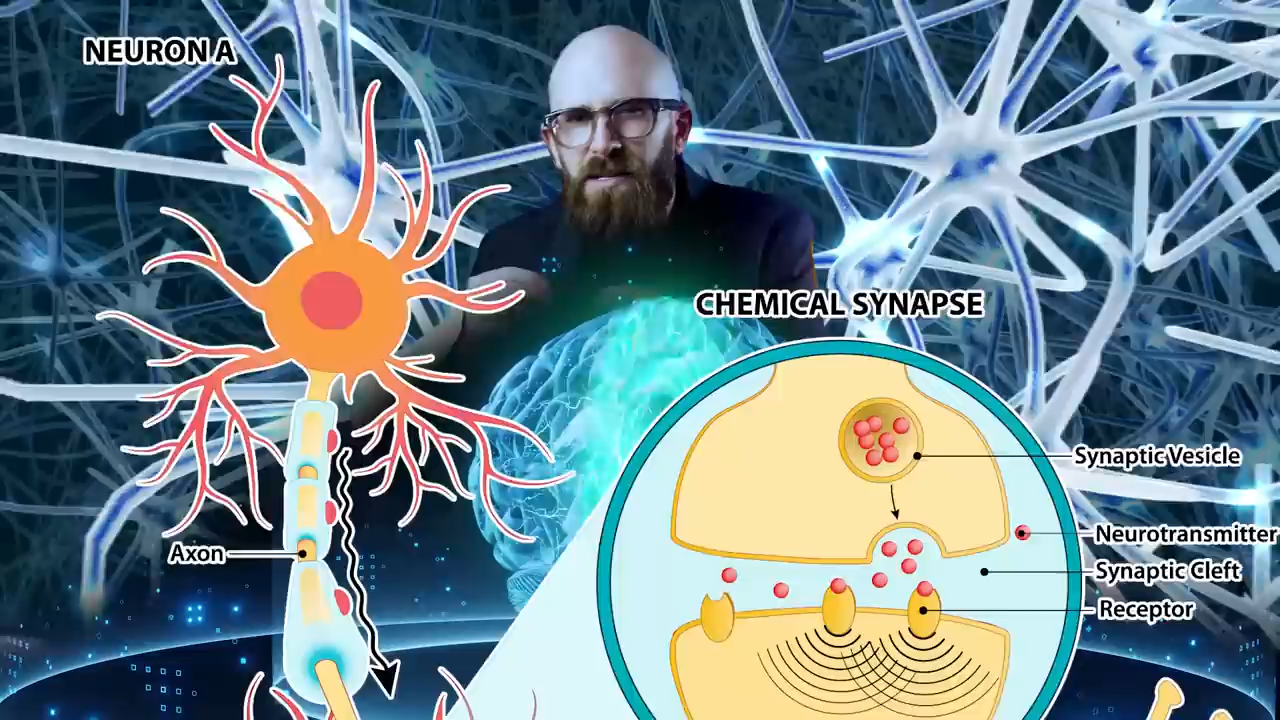 NEURON A
CHEMICAL SYNAPSE
Synaptic Vesicle
Neurotransmitter
Axon
Synaptic Cleft
Receptor